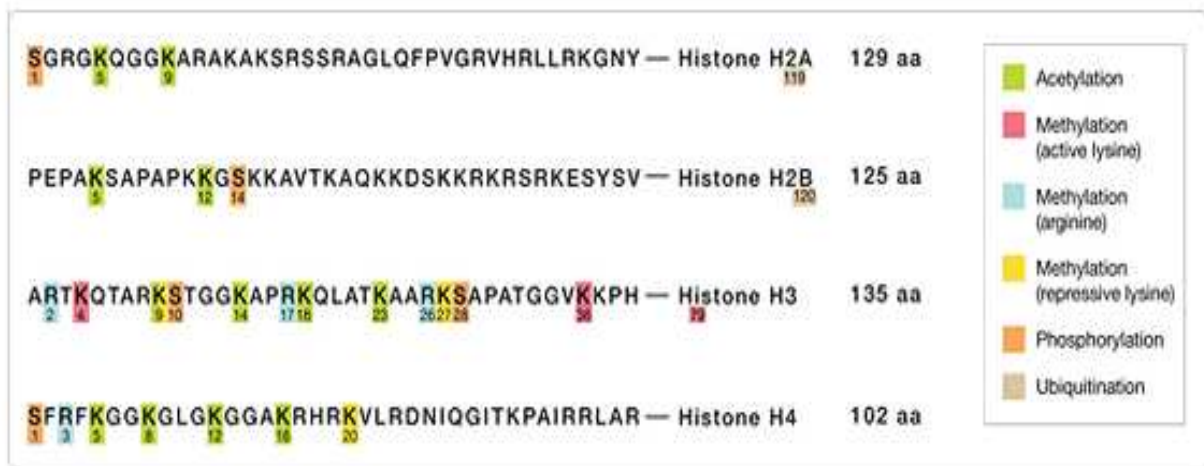 SGRGKQGGKARAKAKSRSSRAGLQFPVGRVHRLLRKGNY — Histone H2A 129 aa
1 5 9 119
PEPAKSAPAPKKGSKKAVTKAQKKDSKKRKRSRKESYSV — Histone H2B 125 aa
5 12 14 120
ARTKQTARKSTGGKAPRKQLATKAARKSAPATGGVKKPH — Histone H3 135 aa
2 4 9 10 14 17 18 23 26 27 28 36 79
SFRFKGGKGLGKGGAKRHRKVLRDNIQGITKPAIRRLAR — Histone H4 102 aa
1 3 5 8 12 16 20
Acetylation
Methylation
(active lysine)
Methylation
(arginine)
Methylation
(repressive lysine)
Phosphorylation
Ubiquitination